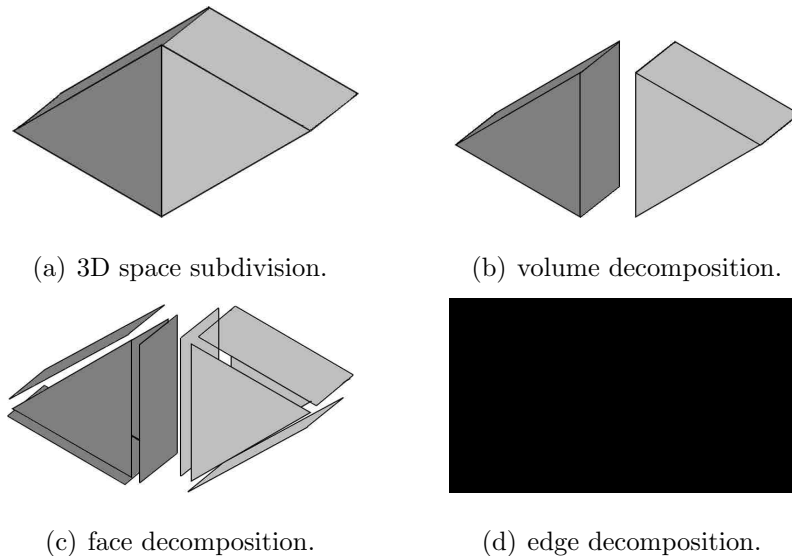 (a) 3D space subdivision.
(b) volume decomposition.
(c) face decomposition.
(d) edge decomposition.